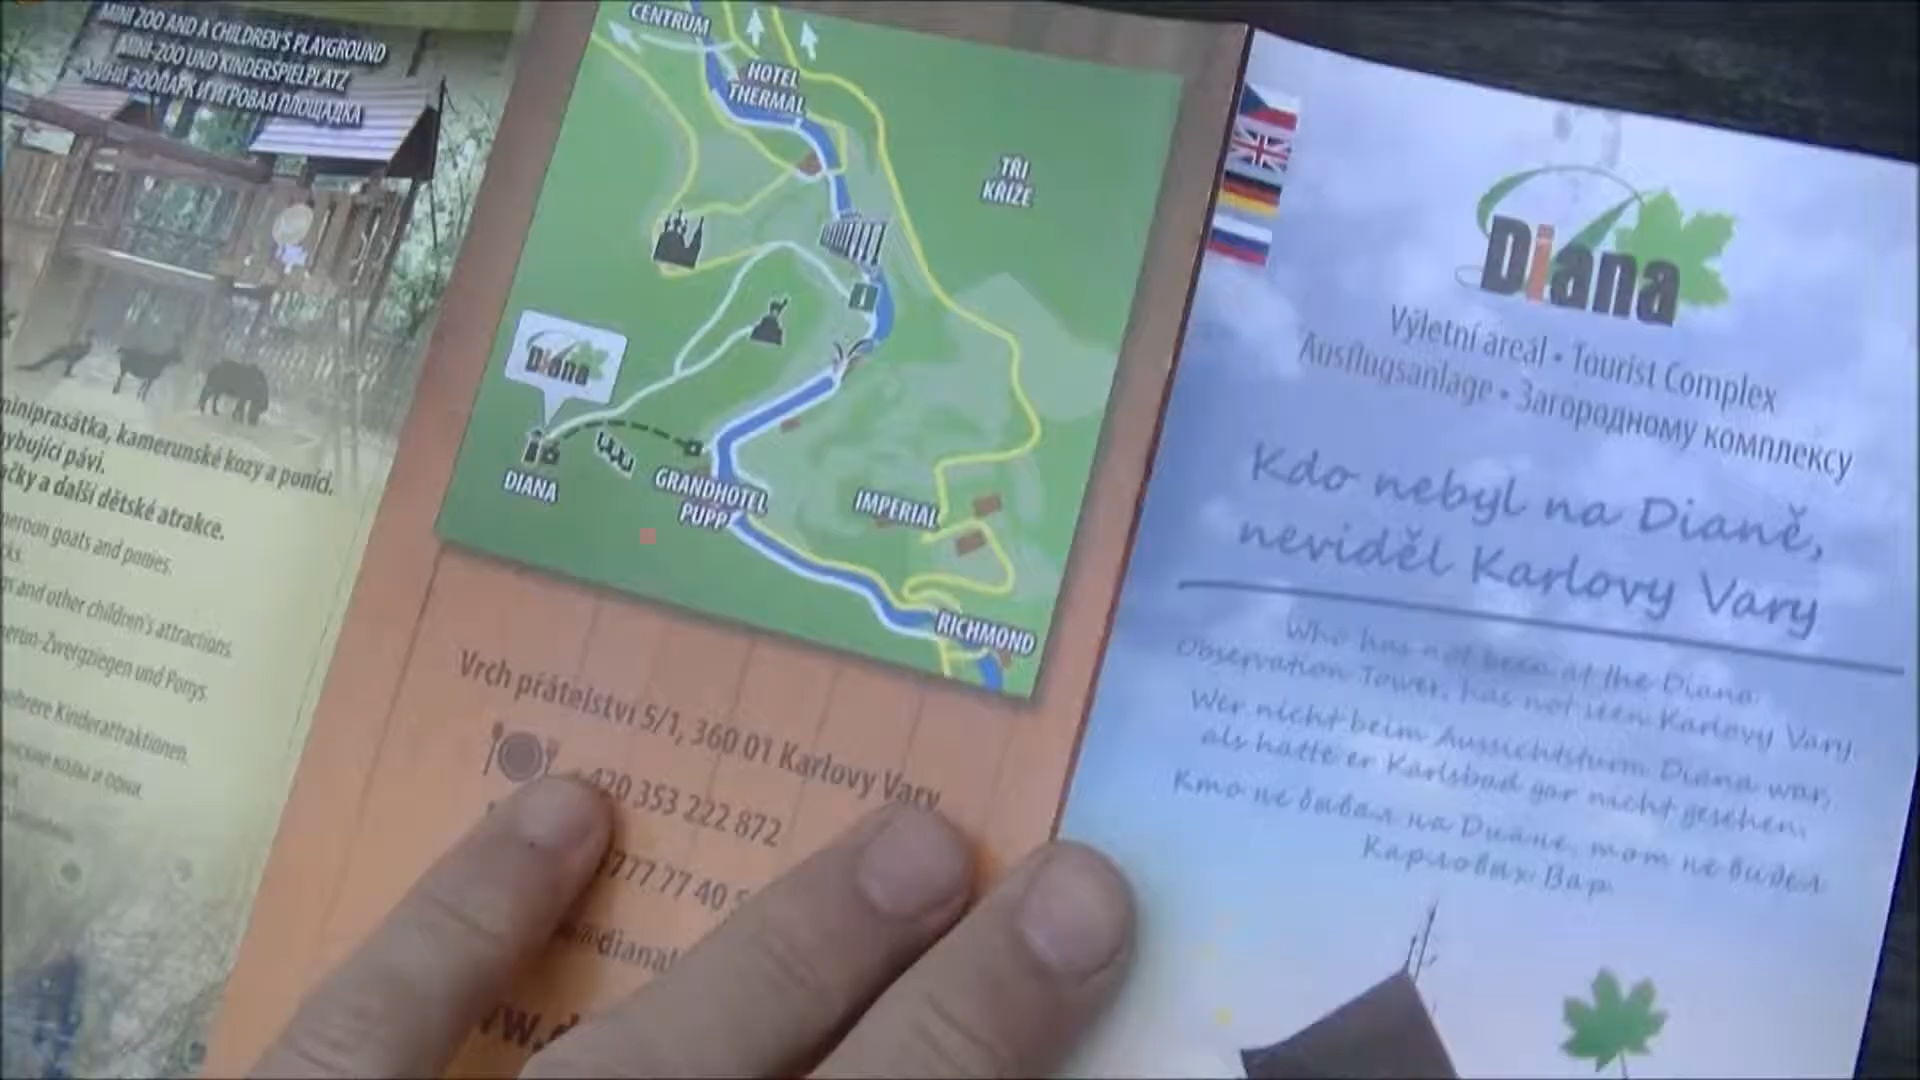 MINI ZOO AND A CHILDREN'S PLAYGROUND
MINI-ZOO UND KINDERSPIELPLATZ
МИНИ ЗООПАРК И ИГРОВАЯ ПЛОЩАДКА
miniprasátka, kamerunské kozy a poníci.
pávi.
a další dětské atrakce.
goats and ponies.
and other children's attractions.
Zwergziegen und Ponys.
Kinderattraktionen.
CENTRUM
HOTEL
THERMAL
TŘI
KŘÍŽE
i
Diana
DIANA
GRANDHOTEL
PUPP
IMPERIAL
RICHMOND
Vrch přátelství 5/1, 360 01 Karlovy Vary
420 353 222 872
777 77 40
Diana
Výletní areál • Tourist Complex
Ausflugsanlage • Загородному комплексу
Kdo nebyl na Dianě,
neviděl Karlovy Vary
Who has not been at the Diana
Observation Tower, has not seen Karlovy Vary.
Wer nicht beim Aussichtsturm Diana war,
als hätte er Karlsbad gar nicht gesehen.
Кто не бывал на Диане, тот не видел
Карловых Вар